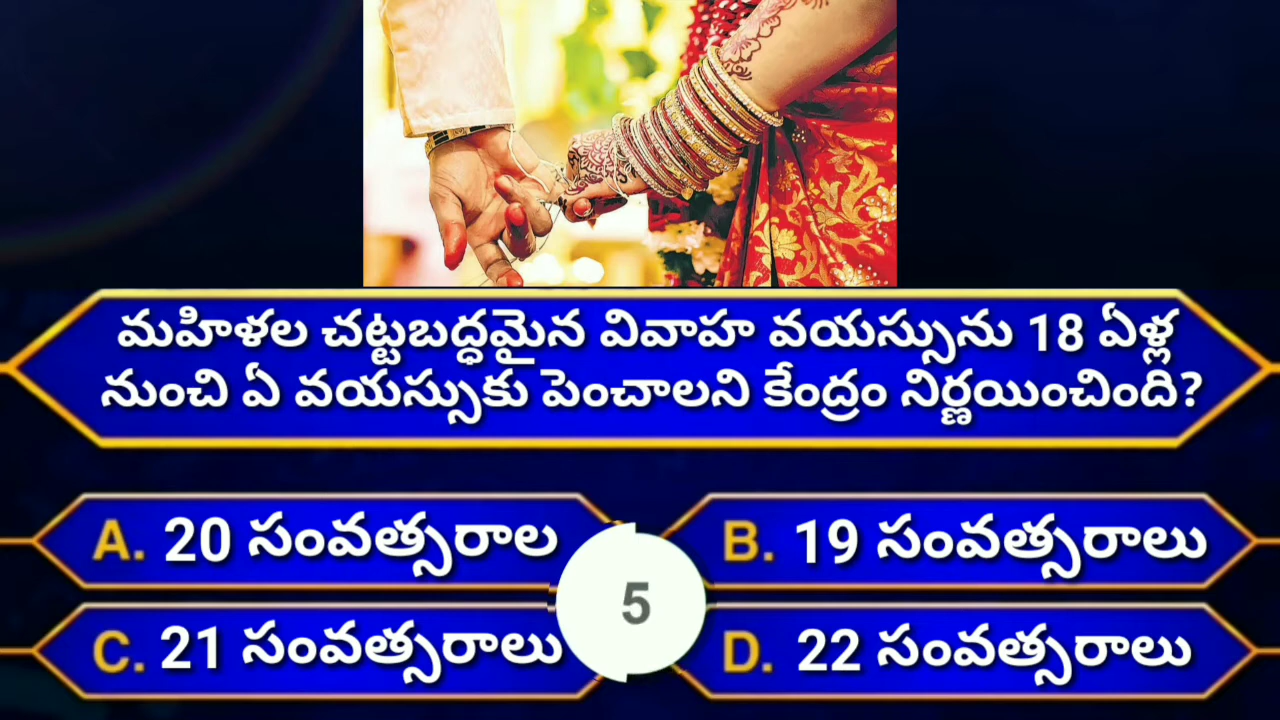 మహిళల చట్టబద్ధమైన వివాహ వయస్సును 18 ఏళ్ల
నుంచి ఏ వయస్సుకు పెంచాలని కేంద్రం నిర్ణయించింది?
A. 20 సంవత్సరాల
B. 19 సంవత్సరాలు
5
C. 21 సంవత్సరాలు
D. 22 సంవత్సరాలు